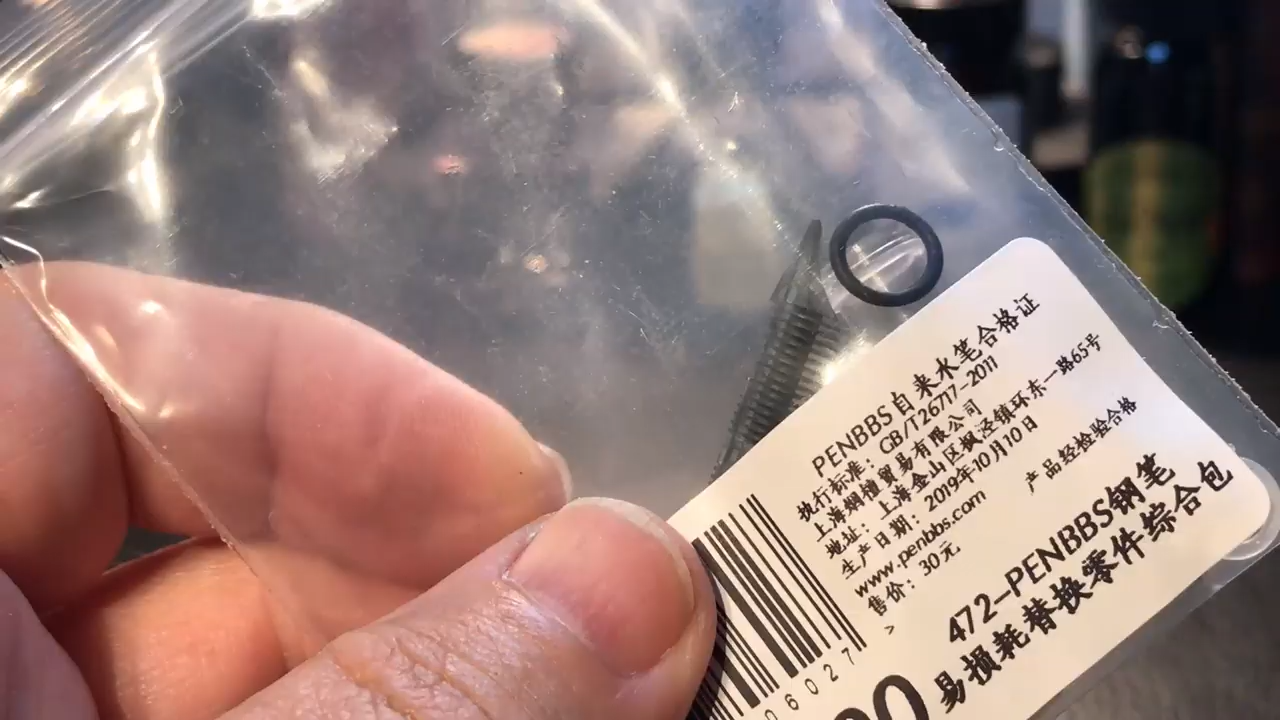 PENBBS自来水笔合格证
执行标准：GB/T26717-2011
上海娴檀贸易有限公司
地址：上海金山区枫泾镇环东一路65号
生产日期：2019年10月10日
www.penbbs.com 产品经检验合格
售价：30元
>
472-PENBBS钢笔
易损耗替换零件综合包
06027